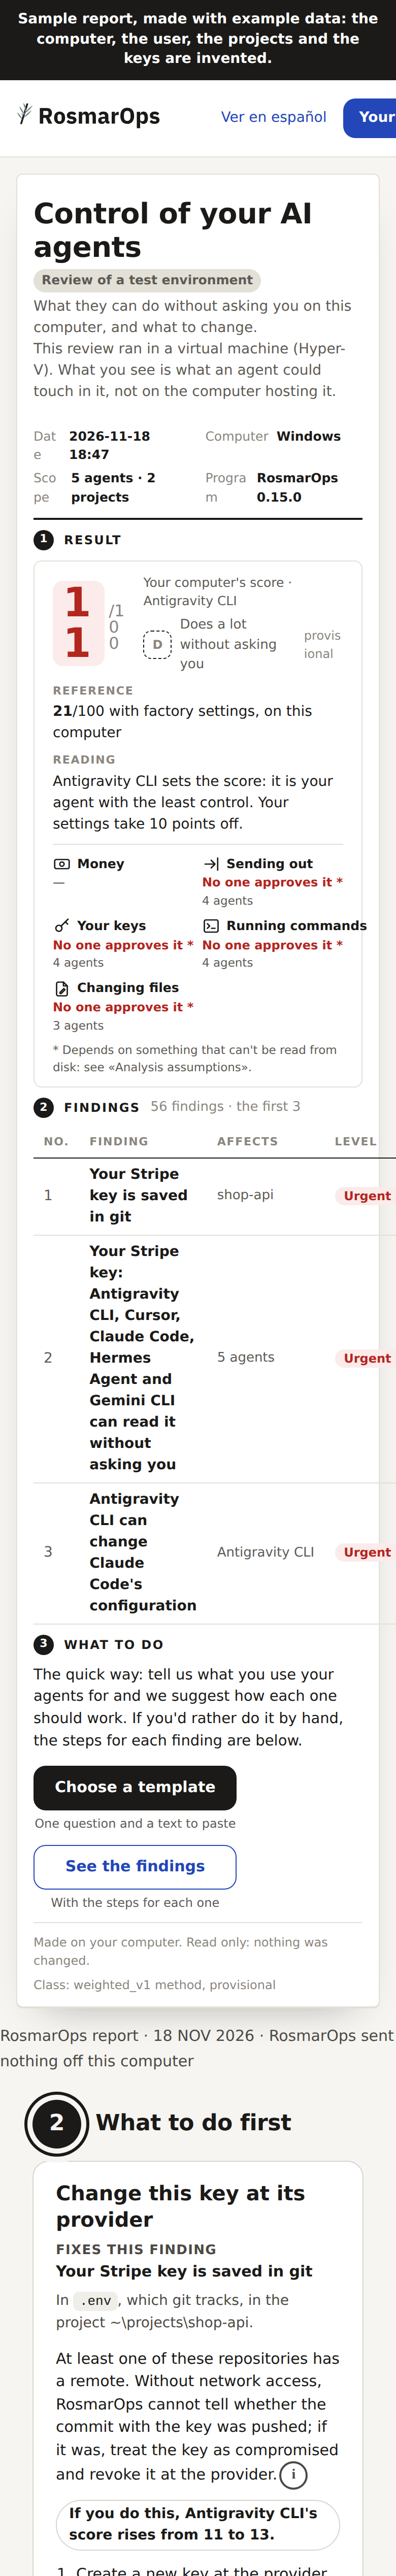 Sample report, made with example data: the
computer, the user, the projects and the
keys are invented.
RosmarOps
Ver en español
Your
Control of your AI
agents
Review of a test environment
What they can do without asking you on this
computer, and what to change.
This review ran in a virtual machine (Hyper-
V). What you see is what an agent could
touch in it, not on the computer hosting it.
Dat
e
2026-11-18
18:47
Computer Windows
Sco
pe
5 agents · 2
projects
Progra
m
RosmarOps
0.15.0
1 RESULT
1
1
/1
0
0
Your computer's score ·
Antigravity CLI
D
Does a lot
without asking
you
provis
ional
REFERENCE
21/100 with factory settings, on this
computer
READING
Antigravity CLI sets the score: it is your
agent with the least control. Your
settings take 10 points off.
Money
—
Sending out
No one approves it *
4 agents
Your keys
No one approves it *
4 agents
Running commands
No one approves it *
4 agents
Changing files
No one approves it *
3 agents
* Depends on something that can't be read from
disk: see «Analysis assumptions».
2 FINDINGS 56 findings · the first 3
NO. FINDING AFFECTS LEVEL
1
Your Stripe
key is saved
in git
shop-api
Urgent
2
Your Stripe
key:
Antigravity
CLI, Cursor,
Claude Code,
Hermes
Agent and
Gemini CLI
can read it
without
asking you
5 agents
Urgent
3
Antigravity
CLI can
change
Claude
Code's
configuration
Antigravity CLI
Urgent
3 WHAT TO DO
The quick way: tell us what you use your
agents for and we suggest how each one
should work. If you'd rather do it by hand,
the steps for each finding are below.
Choose a template
One question and a text to paste
See the findings
With the steps for each one
Made on your computer. Read only: nothing was
changed.
Class: weighted_v1 method, provisional
RosmarOps report · 18 NOV 2026 · RosmarOps sent
nothing off this computer
2 What to do first
Change this key at its
provider
FIXES THIS FINDING
Your Stripe key is saved in git
In .env, which git tracks, in the
project ~\projects\shop-api.
At least one of these repositories has
a remote. Without network access,
RosmarOps cannot tell whether the
commit with the key was pushed; if
it was, treat the key as compromised
and revoke it at the provider. i
If you do this, Antigravity CLI's
score rises from 11 to 13.
1. Create a new key at the provider